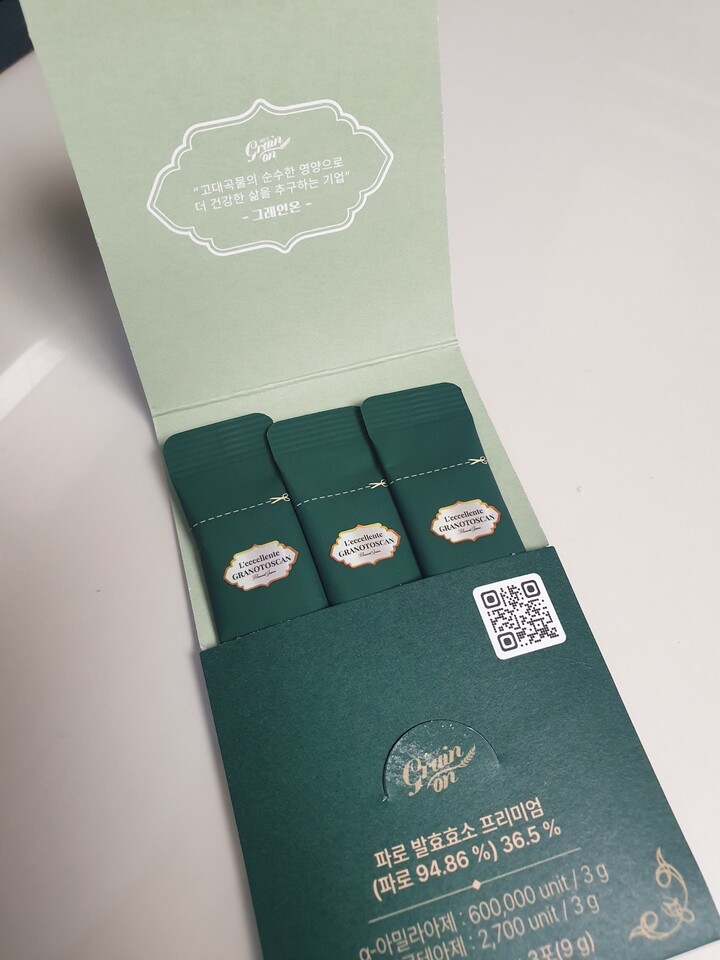 Grain
on
"고대곡물의 순수한 영양으로
더 건강한 삶을 추구하는 기업"
- 그레인온 -
L'eccellente
GRANOTOSCAN
L'eccellente
GRANOTOSCAN
L'eccellente
GRANOTOSCAN
Grain
on
파로 발효효소 프리미엄
(파로 94.86 %) 36.5 %
α-아밀라아제 : 600,000 unit / 3 g
: 2,700 unit / 3 g
3포(9 g)